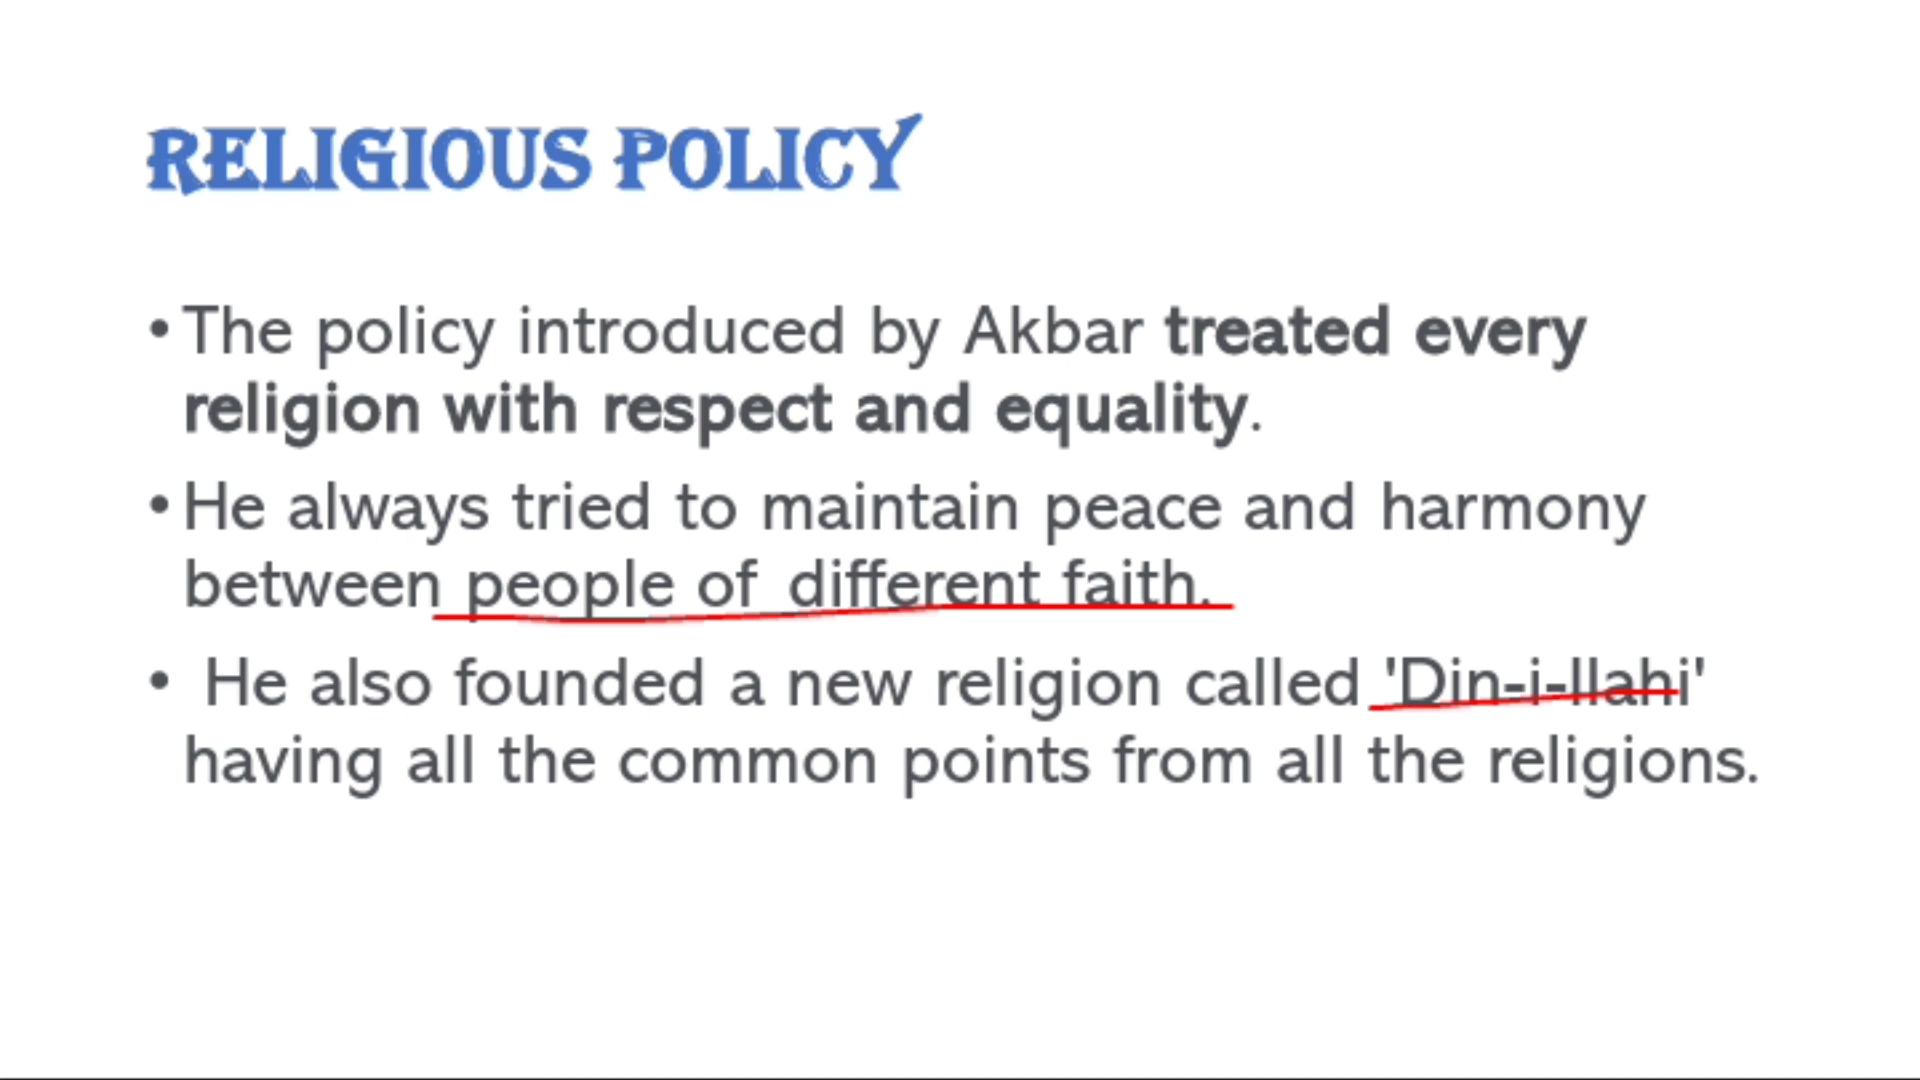 RELIGIOUS POLICY
• The policy introduced by Akbar treated every
religion with respect and equality.
• He always tried to maintain peace and harmony
between people of different faith.
• He also founded a new religion called 'Din-i-Ilahi'
having all the common points from all the religions.